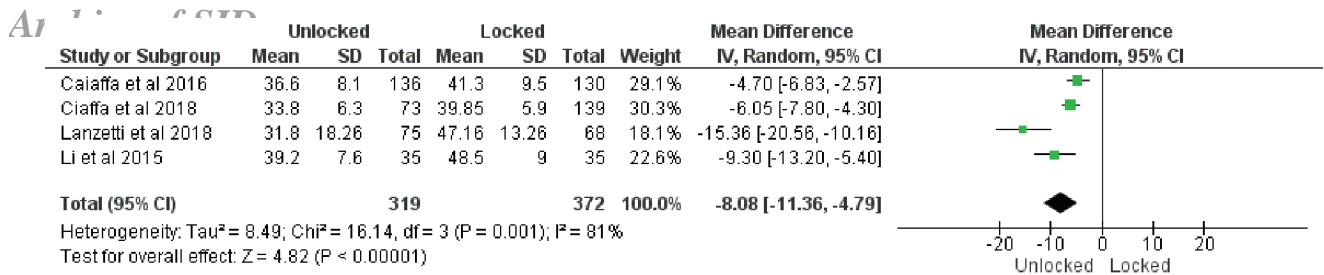 Unlocked Locked Mean Difference Mean Difference
Study or Subgroup Mean SD Total Mean SD Total Weight IV, Random, 95% CI IV, Random, 95% CI
Caiaffa et al 2016 36.6 8.1 136 41.3 9.5 130 29.1% -4.70 [-6.83, -2.57]
Ciaffa et al 2018 33.8 6.3 73 39.85 5.9 139 30.3% -6.05 [-7.80, -4.30]
Lanzetti et al 2018 31.8 18.26 75 47.16 13.26 68 18.1% -15.36 [-20.56, -10.16]
Li et al 2015 39.2 7.6 35 48.5 9 35 22.6% -9.30 [-13.20, -5.40]
Total (95% CI) 319 372 100.0% -8.08 [-11.36, -4.79]
Heterogeneity: Tau² = 8.49; Chi² = 16.14, df = 3 (P = 0.001); I² = 81%
Test for overall effect: Z = 4.82 (P < 0.00001)
-20 -10 0 10 20
Unlocked Locked